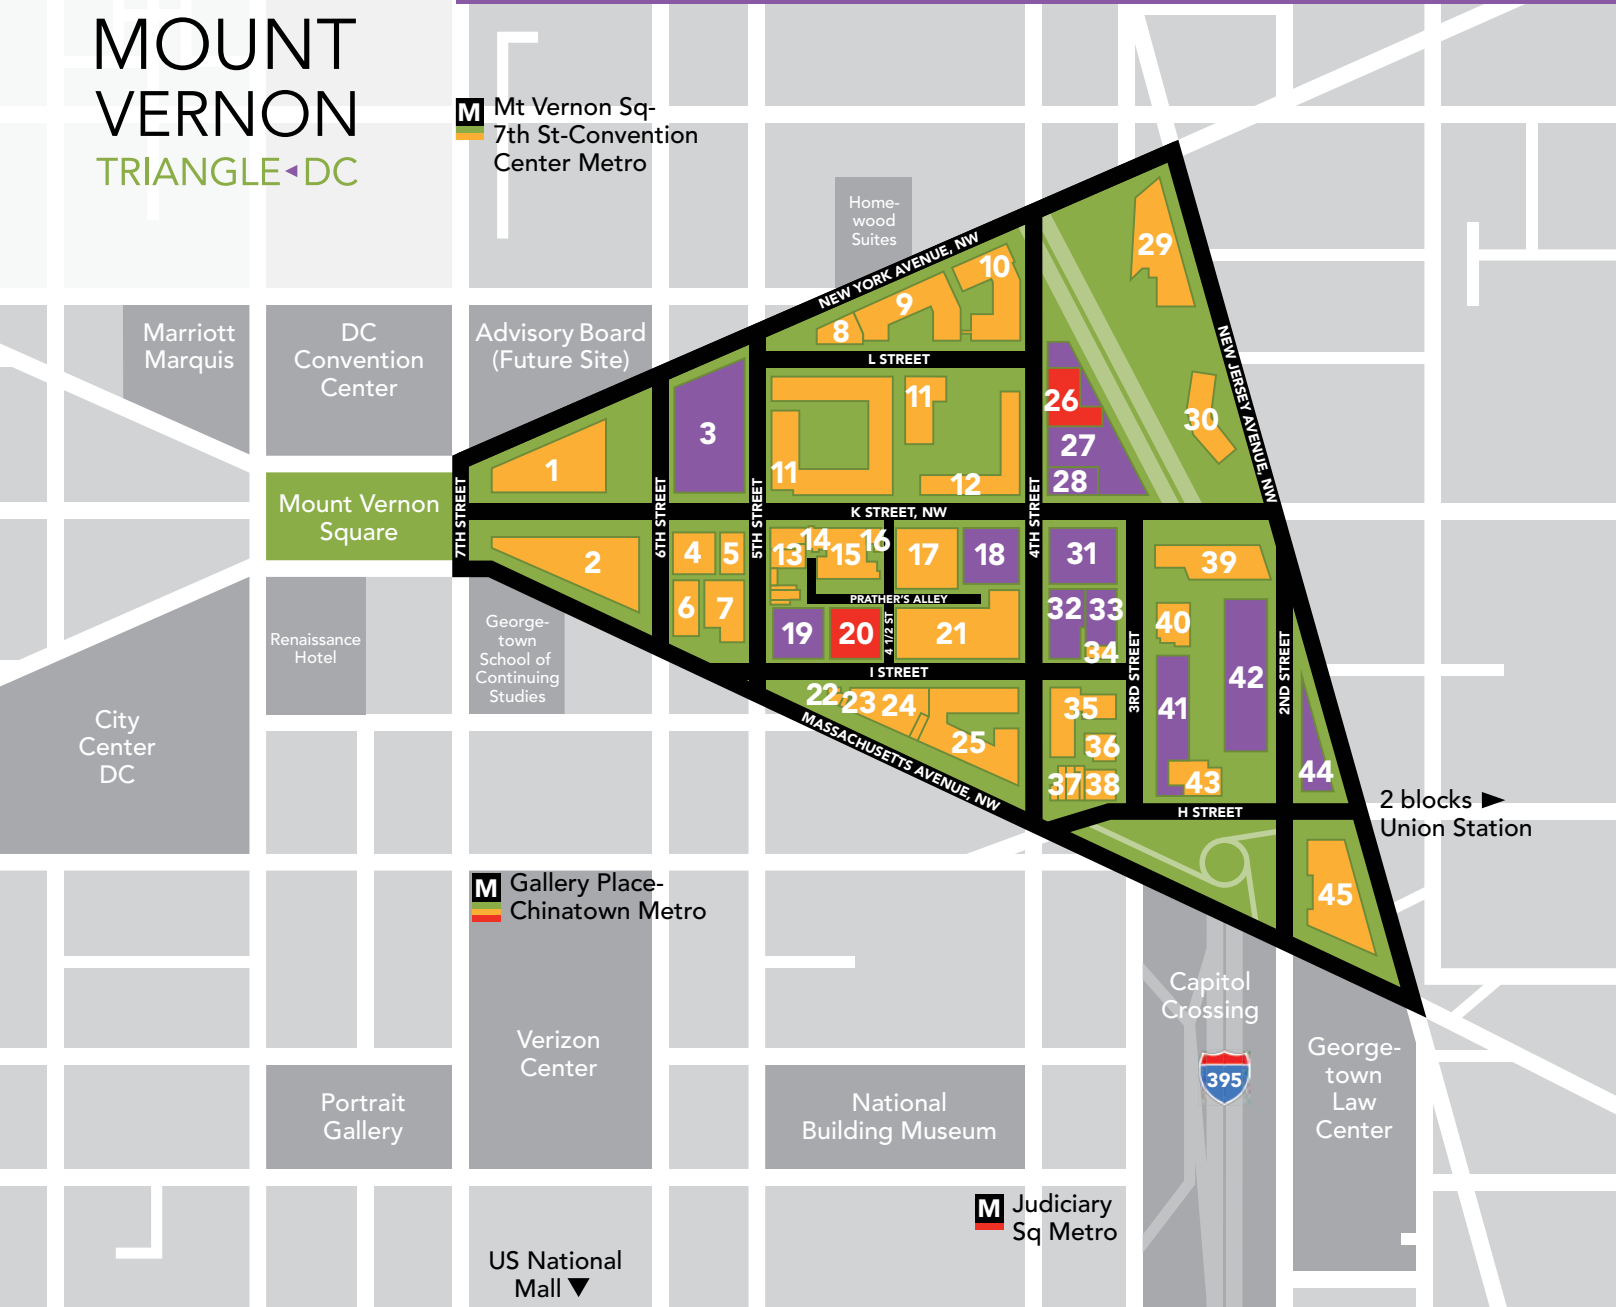 MOUNT
VERNON
TRIANGLE DC
M
Mt Vernon Sq-
7th St-Convention
Center Metro
Home-
wood
Suites
Marriott
Marquis
DC
Convention
Center
Advisory Board
(Future Site)
Mount Vernon
Square
Renaissance
Hotel
George-
town
School of
Continuing
Studies
City
Center
DC
NEW YORK AVENUE, NW
L STREET
K STREET, NW
PRATHER'S ALLEY
4 1/2 ST
I STREET
MASSACHUSETTS AVENUE, NW
H STREET
NEW JERSEY AVENUE, NW
7TH STREET
6TH STREET
5TH STREET
4TH STREET
3RD STREET
2ND STREET
1
2
3
4
5
6
7
8
9
10
11
11
12
13
14
15
16
17
18
19
20
21
22
23
24
25
26
27
28
29
30
31
32
33
34
35
36
37
38
39
40
41
42
43
44
45
2 blocks
Union Station
M
Gallery Place-
Chinatown Metro
Verizon
Center
Portrait
Gallery
National
Building Museum
Capitol
Crossing
395
George-
town
Law
Center
M
Judiciary
Sq Metro
US National
Mall